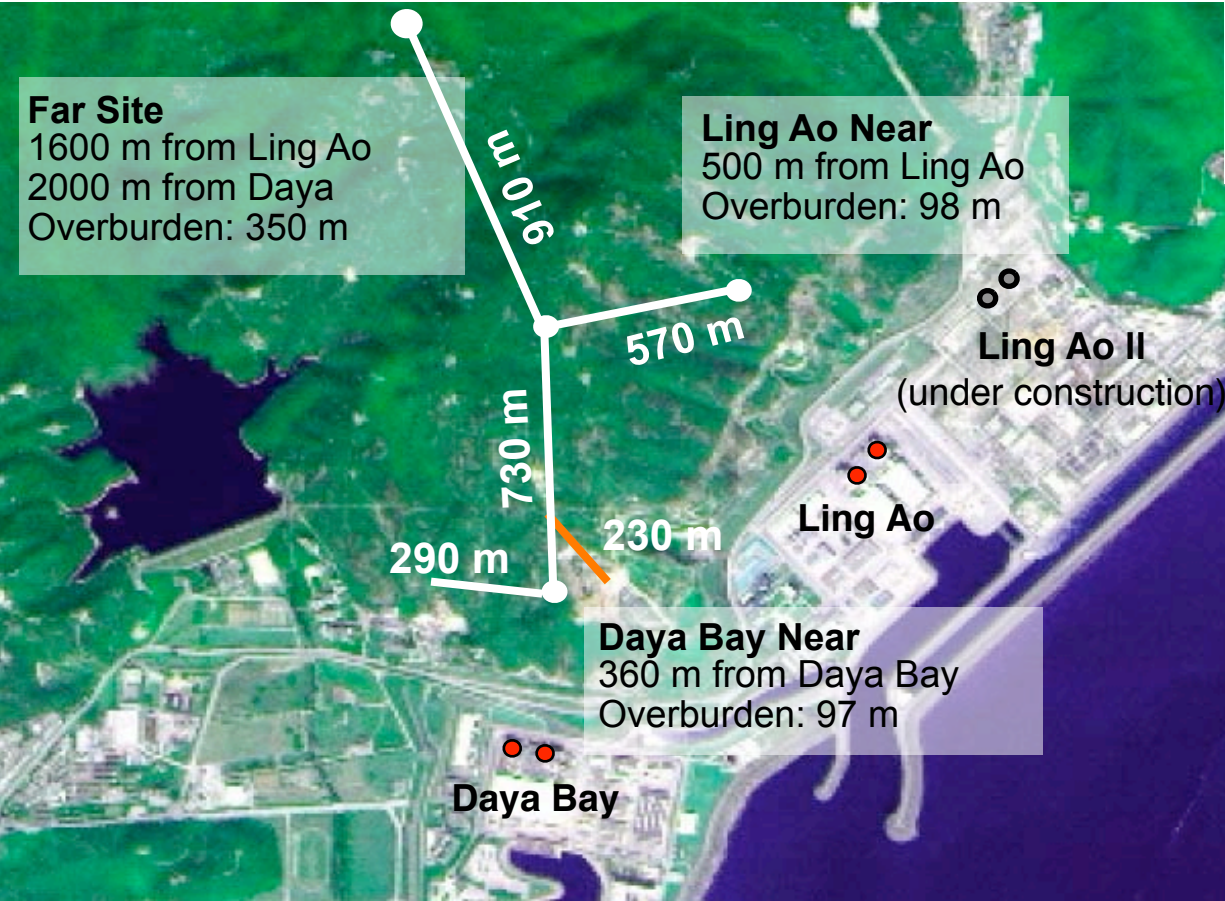 Far Site
1600 m from Ling Ao
2000 m from Daya
Overburden: 350 m
910 m
Ling Ao Near
500 m from Ling Ao
Overburden: 98 m
570 m
Ling Ao II
(under construction)
730 m
Ling Ao
230 m
290 m
Daya Bay Near
360 m from Daya Bay
Overburden: 97 m
Daya Bay